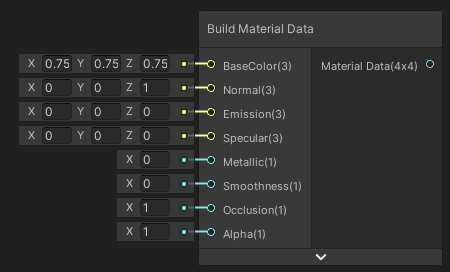 Build Material Data
X 0.75 Y 0.75 Z 0.75 BaseColor(3) Material Data(4x4)
X 0 Y 0 Z 1 Normal(3)
X 0 Y 0 Z 0 Emission(3)
X 0 Y 0 Z 0 Specular(3)
X 0 Metallic(1)
X 0 Smoothness(1)
X 1 Occlusion(1)
X 1 Alpha(1)